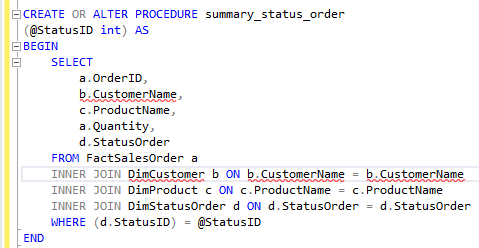 CREATE OR ALTER PROCEDURE summary_status_order
(@StatusID int) AS
BEGIN
SELECT
a.OrderID,
b.CustomerName,
c.ProductName,
a.Quantity,
d.StatusOrder
FROM FactSalesOrder a
INNER JOIN DimCustomer b ON b.CustomerName = b.CustomerName
INNER JOIN DimProduct c ON c.ProductName = c.ProductName
INNER JOIN DimStatusOrder d ON d.StatusOrder = d.StatusOrder
WHERE (d.StatusID) = @StatusID
END